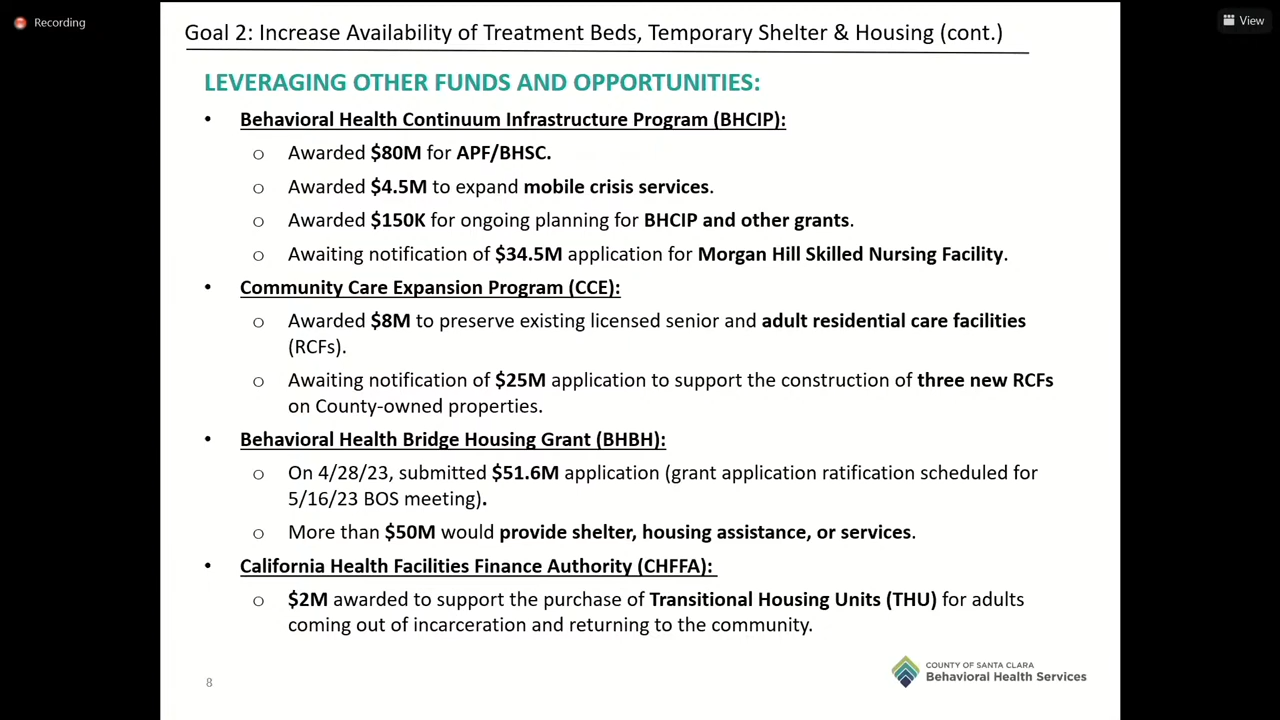 Recording
View
Goal 2: Increase Availability of Treatment Beds, Temporary Shelter & Housing (cont.)
LEVERAGING OTHER FUNDS AND OPPORTUNITIES:
• Behavioral Health Continuum Infrastructure Program (BHCIP):
o Awarded $80M for APF/BHSC.
o Awarded $4.5M to expand mobile crisis services.
o Awarded $150K for ongoing planning for BHCIP and other grants.
o Awaiting notification of $34.5M application for Morgan Hill Skilled Nursing Facility.
• Community Care Expansion Program (CCE):
o Awarded $8M to preserve existing licensed senior and adult residential care facilities
(RCFs).
o Awaiting notification of $25M application to support the construction of three new RCFs
on County-owned properties.
• Behavioral Health Bridge Housing Grant (BHBH):
o On 4/28/23, submitted $51.6M application (grant application ratification scheduled for
5/16/23 BOS meeting).
o More than $50M would provide shelter, housing assistance, or services.
• California Health Facilities Finance Authority (CHFFA):
o $2M awarded to support the purchase of Transitional Housing Units (THU) for adults
coming out of incarceration and returning to the community.
COUNTY OF SANTA CLARA
Behavioral Health Services
8